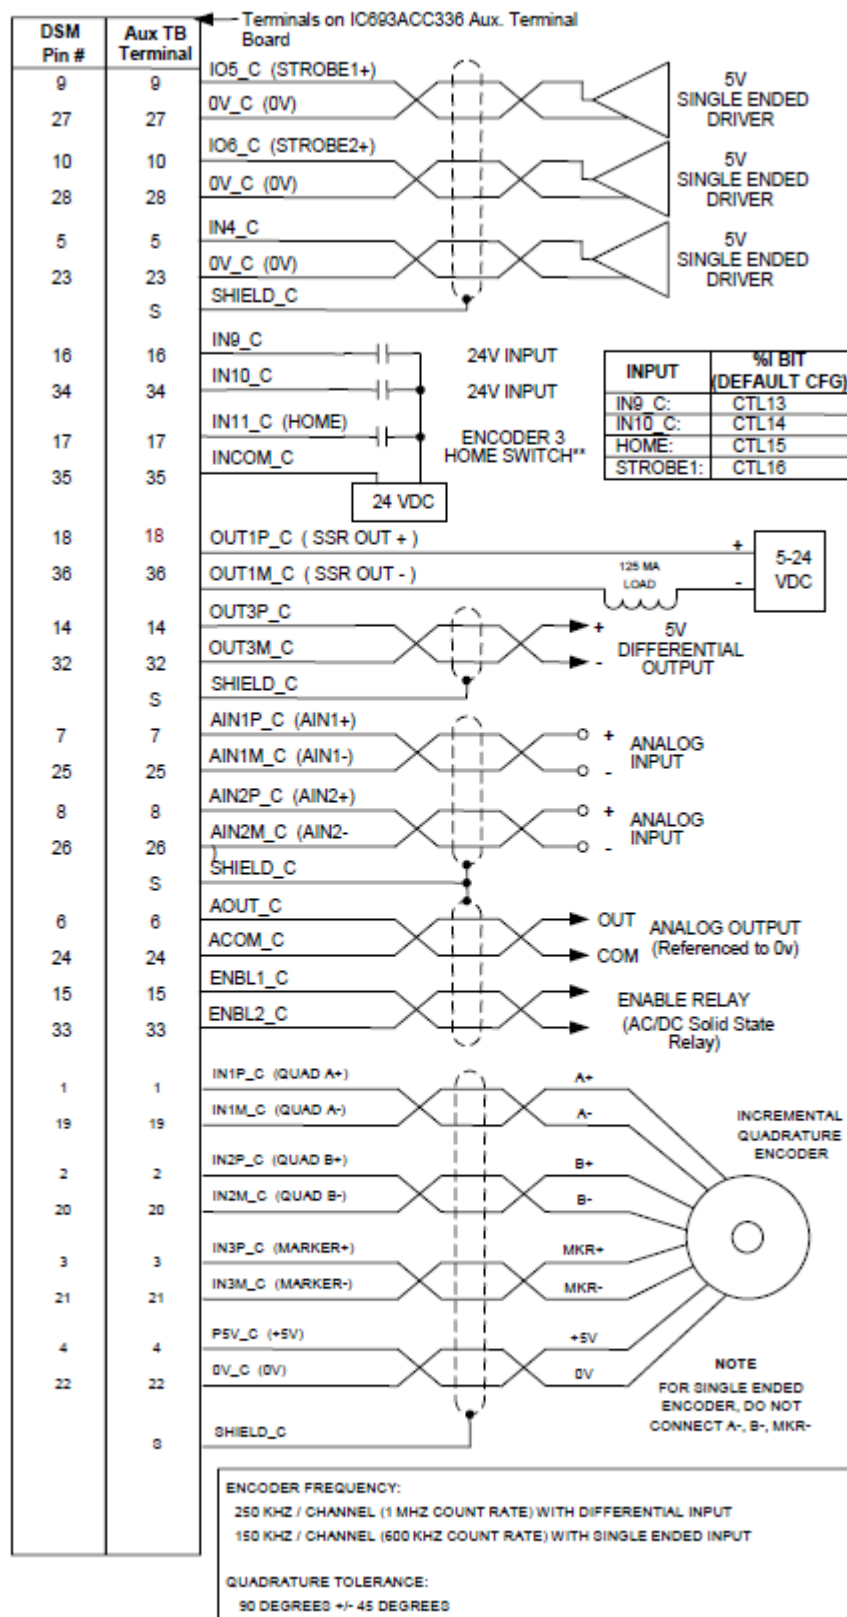 DSM
Pin #
Aux TB
Terminal
Terminals on IC693ACC336 Aux. Terminal
Board
9 9 IO5_C (STROBE1+)
27 27 0V_C (0V)
5V
SINGLE ENDED
DRIVER
10 10 IO6_C (STROBE2+)
28 28 0V_C (0V)
5V
SINGLE ENDED
DRIVER
5 5 IN4_C
23 23 0V_C (0V)
5V
SINGLE ENDED
DRIVER
S SHIELD_C
16 16 IN9_C 24V INPUT
34 34 IN10_C 24V INPUT
17 17 IN11_C (HOME) ENCODER 3
HOME SWITCH**
35 35 INCOM_C
24 VDC
INPUT %I BIT
(DEFAULT CFG)
IN9_C: CTL13
IN10_C: CTL14
HOME: CTL15
STROBE1: CTL16
18 18 OUT1P_C ( SSR OUT + ) +
36 36 OUT1M_C ( SSR OUT - ) 125 MA
LOAD -
5-24
VDC
14 14 OUT3P_C +
32 32 OUT3M_C -
5V
DIFFERENTIAL
OUTPUT
S SHIELD_C
7 7 AIN1P_C (AIN1+) +
25 25 AIN1M_C (AIN1-) -
ANALOG
INPUT
8 8 AIN2P_C (AIN2+) +
26 26 AIN2M_C (AIN2-
) -
ANALOG
INPUT
S SHIELD_C
6 6 AOUT_C OUT
24 24 ACOM_C COM
ANALOG OUTPUT
(Referenced to 0v)
15 15 ENBL1_C
33 33 ENBL2_C
ENABLE RELAY
(AC/DC Solid State
Relay)
1 1 IN1P_C (QUAD A+) A+
19 19 IN1M_C (QUAD A-) A-
INCREMENTAL
QUADRATURE
ENCODER
2 2 IN2P_C (QUAD B+) B+
20 20 IN2M_C (QUAD B-) B-
3 3 IN3P_C (MARKER+) MKR+
21 21 IN3M_C (MARKER-) MKR-
4 4 P5V_C (+5V) +5V
22 22 0V_C (0V) 0V
NOTE
FOR SINGLE ENDED
ENCODER, DO NOT
CONNECT A-, B-, MKR-
S SHIELD_C
ENCODER FREQUENCY:
250 KHZ / CHANNEL (1 MHZ COUNT RATE) WITH DIFFERENTIAL INPUT
150 KHZ / CHANNEL (600 KHZ COUNT RATE) WITH SINGLE ENDED INPUT
QUADRATURE TOLERANCE:
90 DEGREES +/- 45 DEGREES